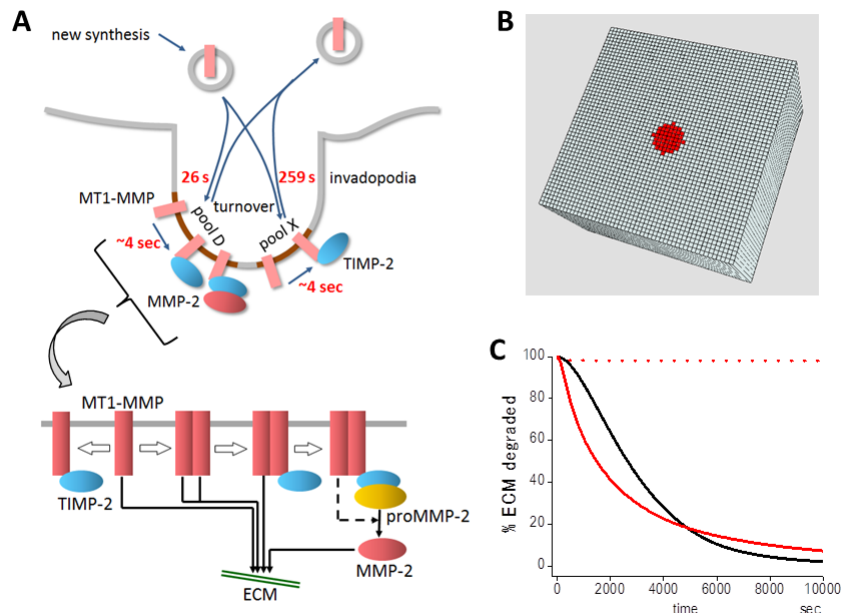 A
new synthesis
26 s
259 s
invadopodia
MT1-MMP
turnover
pool D
pool X
~4 sec
TIMP-2
~4 sec
MMP-2
MT1-MMP
TIMP-2
proMMP-2
MMP-2
ECM
B
C
% ECM degraded
100
80
60
40
20
0
0 2000 4000 6000 8000 10000
time sec